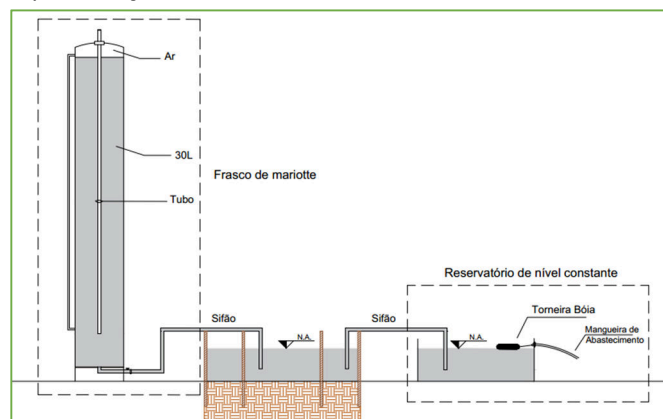 Ar
30L
Frasco de mariotte
Tubo
Reservatório de nível constante
Sifão
Sifão
Torneira Bóia
N.A.
N.A.
Mangueira de
Abastecimento